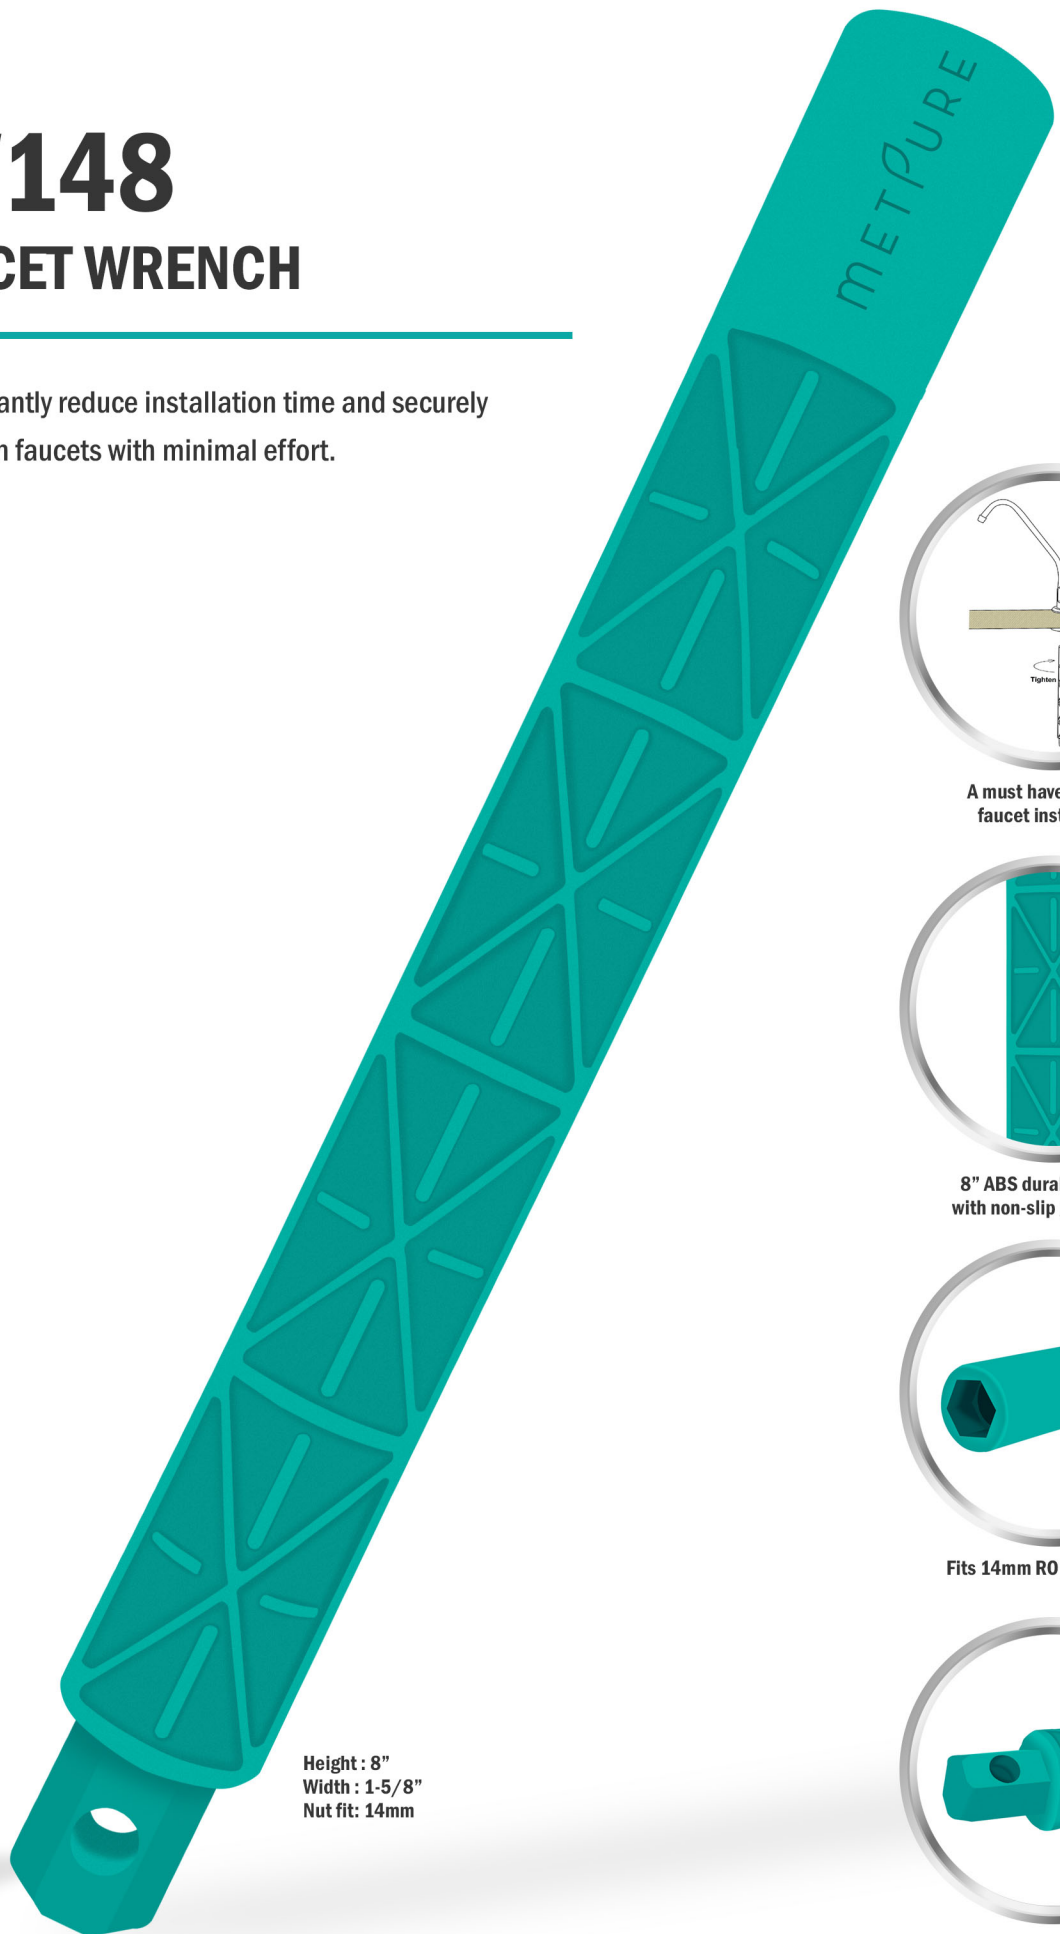 148
CET WRENCH
antly reduce installation time and securely
faucets with minimal effort.
METPURE
Tighten
A must have
faucet inst
8” ABS dura
with non-slip
Fits 14mm RO
Height : 8”
Width : 1-5/8”
Nut fit: 14mm